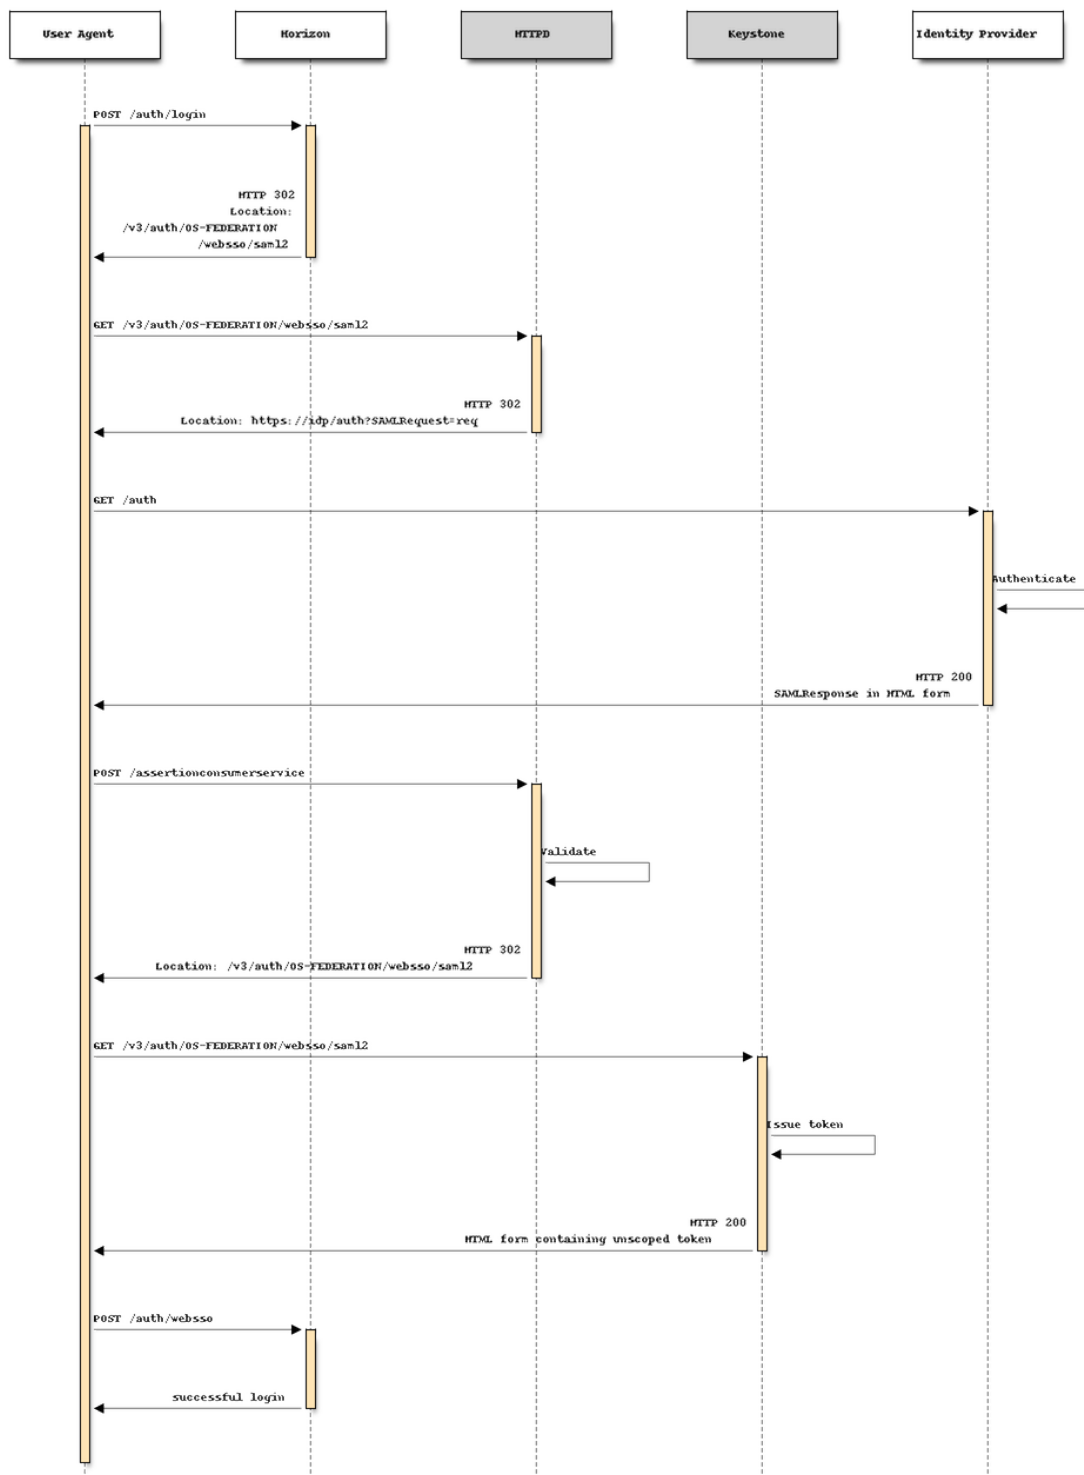 User Agent
Horizon
HTTPD
Keystone
Identity Provider
POST /auth/login
HTTP 302
Location:
/v3/auth/OS-FEDERATION
/websso/saml2
GET /v3/auth/OS-FEDERATION/websso/saml2
HTTP 302
Location: https://idp/auth?SAMLRequest=req
GET /auth
Authenticate
HTTP 200
SAMLResponse in HTML form
POST /assertionconsumerservice
Validate
HTTP 302
Location: /v3/auth/OS-FEDERATION/websso/saml2
GET /v3/auth/OS-FEDERATION/websso/saml2
Issue token
HTTP 200
HTML form containing unscoped token
POST /auth/websso
successful login